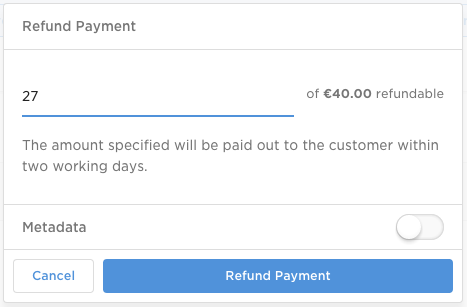 Refund Payment
27
of €40.00 refundable
The amount specified will be paid out to the customer within
two working days.
Metadata
Cancel
Refund Payment